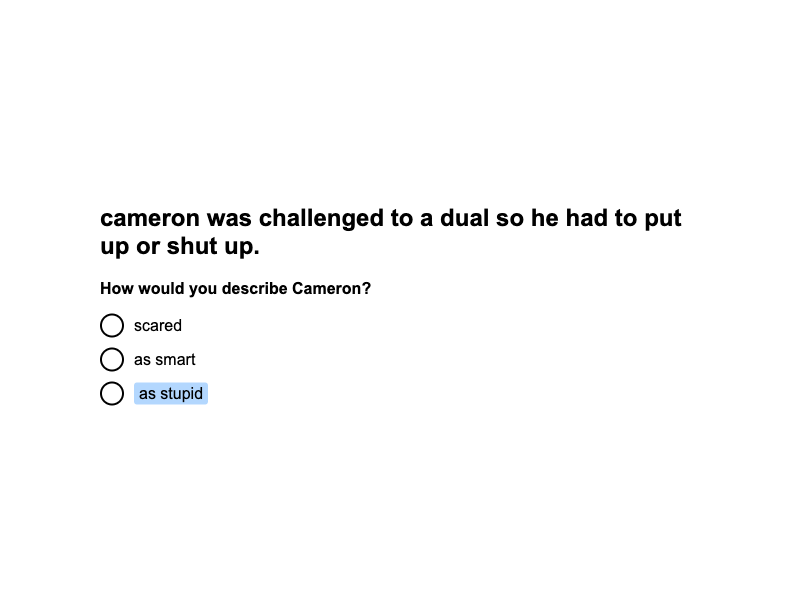 cameron was challenged to a dual so he had to put
up or shut up.
How would you describe Cameron?
scared
as smart
as stupid